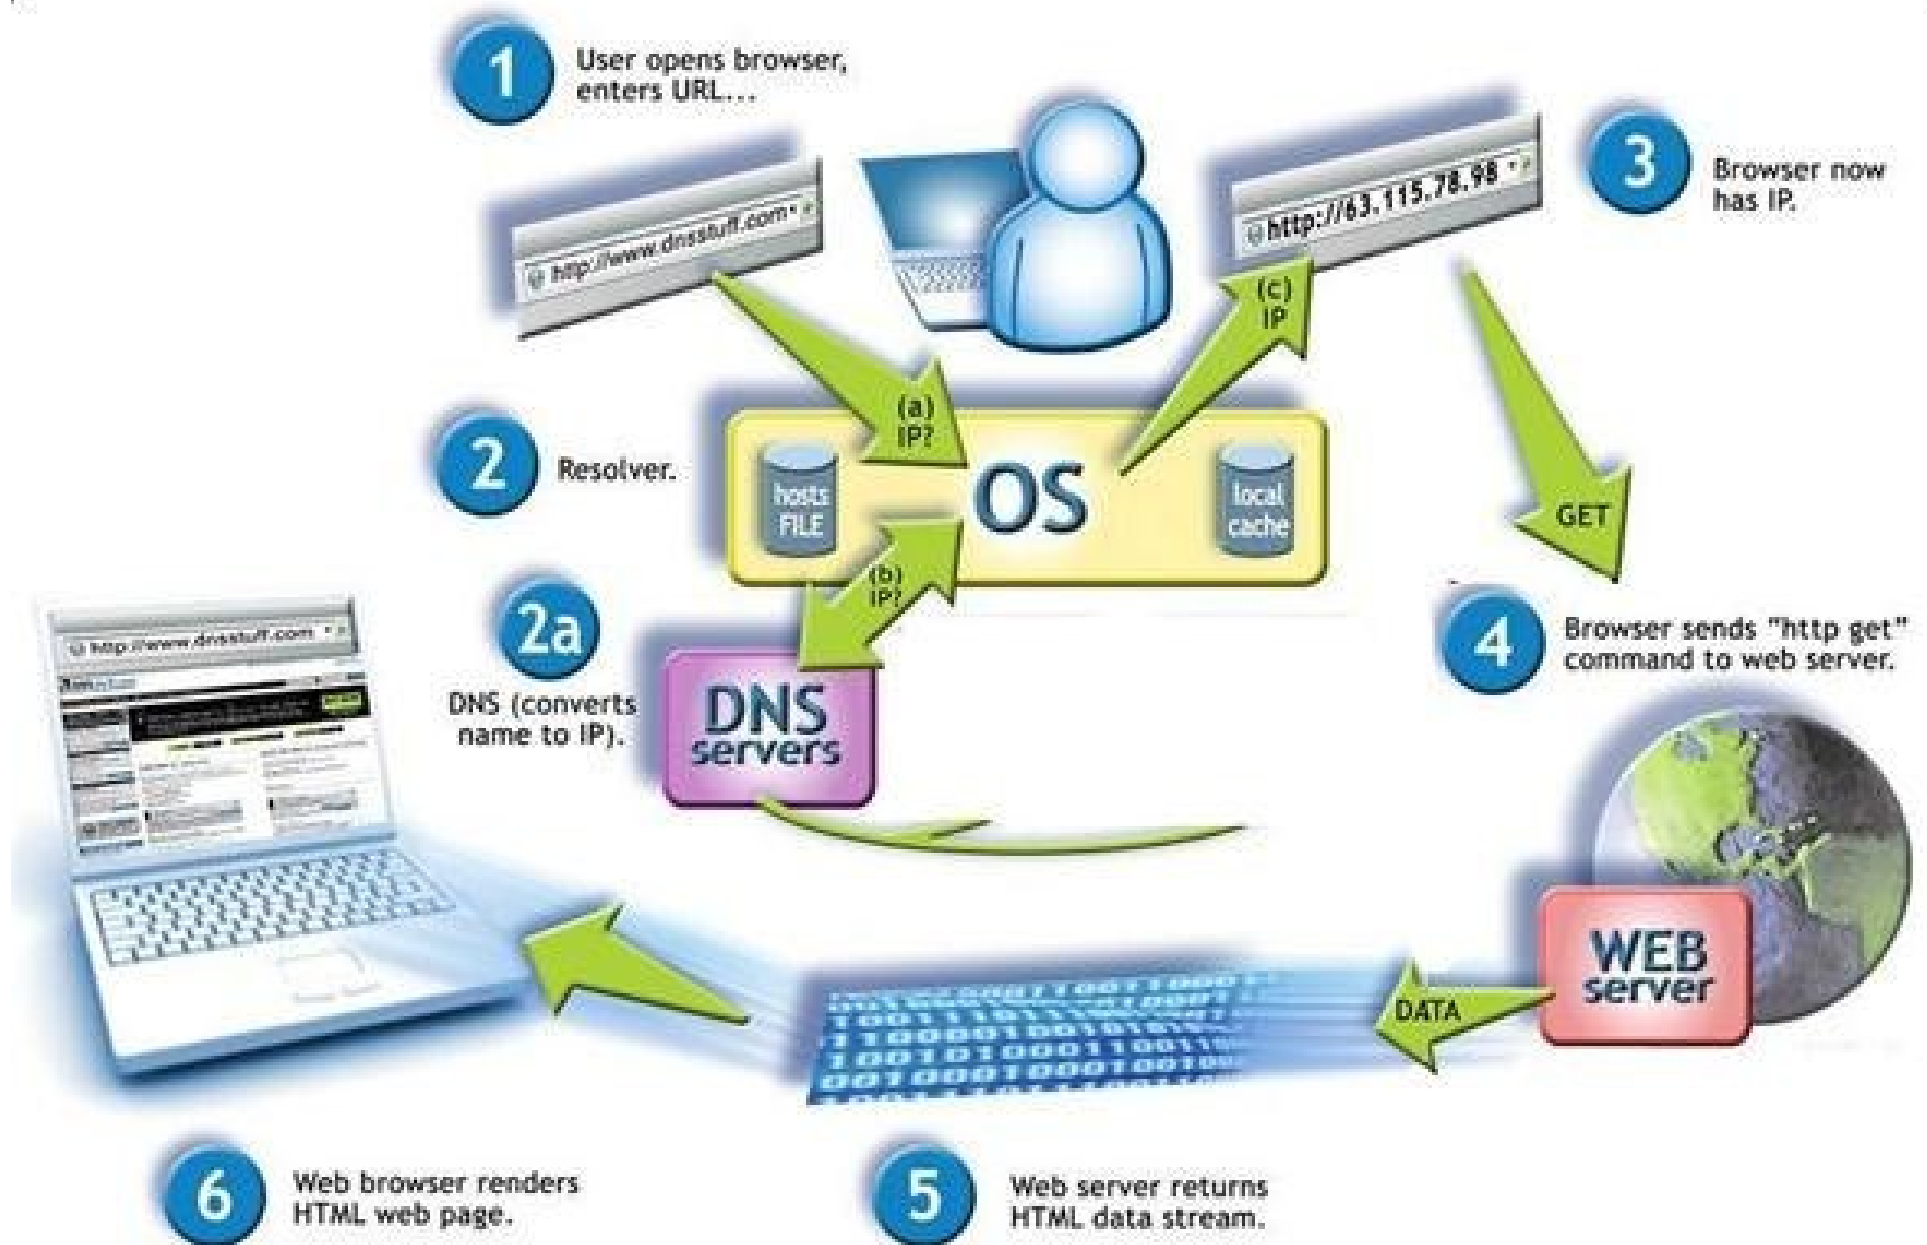 1
User opens browser,
enters URL...
http://www.dnsstuff.com
http://63.115.78.98
3
Browser now
has IP.
(c)
IP
(a)
IP?
2
Resolver.
hosts
FILE
OS
local
cache
GET
(b)
IP?
2a
DNS (converts
name to IP).
DNS
servers
4
Browser sends "http get"
command to web server.
http://www.dnsstuff.com
WEB
server
DATA
6
Web browser renders
HTML web page.
5
Web server returns
HTML data stream.